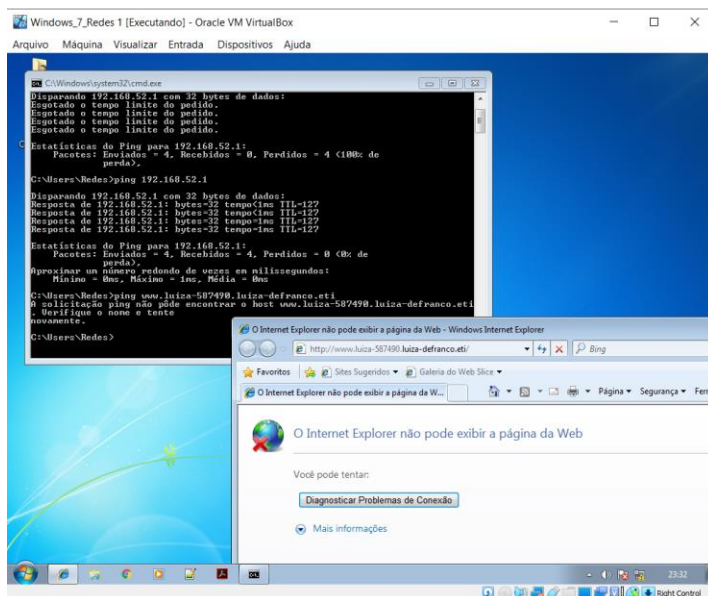 Windows_7_Redes 1 [Executando] - Oracle VM VirtualBox
Arquivo Máquina Visualizar Entrada Dispositivos Ajuda
C:\Windows\system32\cmd.exe
Disparando 192.168.52.1 com 32 bytes de dados:
Esgotado o tempo limite do pedido.
Esgotado o tempo limite do pedido.
Esgotado o tempo limite do pedido.
Esgotado o tempo limite do pedido.
Estatísticas do Ping para 192.168.52.1:
Pacotes: Enviados = 4, Recebidos = 0, Perdidos = 4 (100% de
perda),
C:\Users\Redes>ping 192.168.52.1
Disparando 192.168.52.1 com 32 bytes de dados:
Resposta de 192.168.52.1: bytes=32 tempo<1ms TTL=127
Resposta de 192.168.52.1: bytes=32 tempo<1ms TTL=127
Resposta de 192.168.52.1: bytes=32 tempo=1ms TTL=127
Resposta de 192.168.52.1: bytes=32 tempo=1ms TTL=127
Estatísticas do Ping para 192.168.52.1:
Pacotes: Enviados = 4, Recebidos = 4, Perdidos = 0 (0% de
perda),
Aproximar um número redondo de vezes em milissegundos:
Mínimo = 0ms, Máximo = 1ms, Média = 0ms
C:\Users\Redes>ping www.luiza-587490.luiza-defranco.eti
A solicitação ping não pôde encontrar o host www.luiza-587490.luiza-defranco.eti
. Verifique o nome e tente
novamente.
C:\Users\Redes>
O Internet Explorer não pode exibir a página da Web - Windows Internet Explorer
http://www.luiza-587490.luiza-defranco.eti/
Bing
Favoritos Sites Sugeridos Galeria do Web Slice
O Internet Explorer não pode exibir a página da W...
Página Segurança Fer
O Internet Explorer não pode exibir a página da Web
Você pode tentar:
Diagnosticar Problemas de Conexão
Mais informações
23:32
Right Control